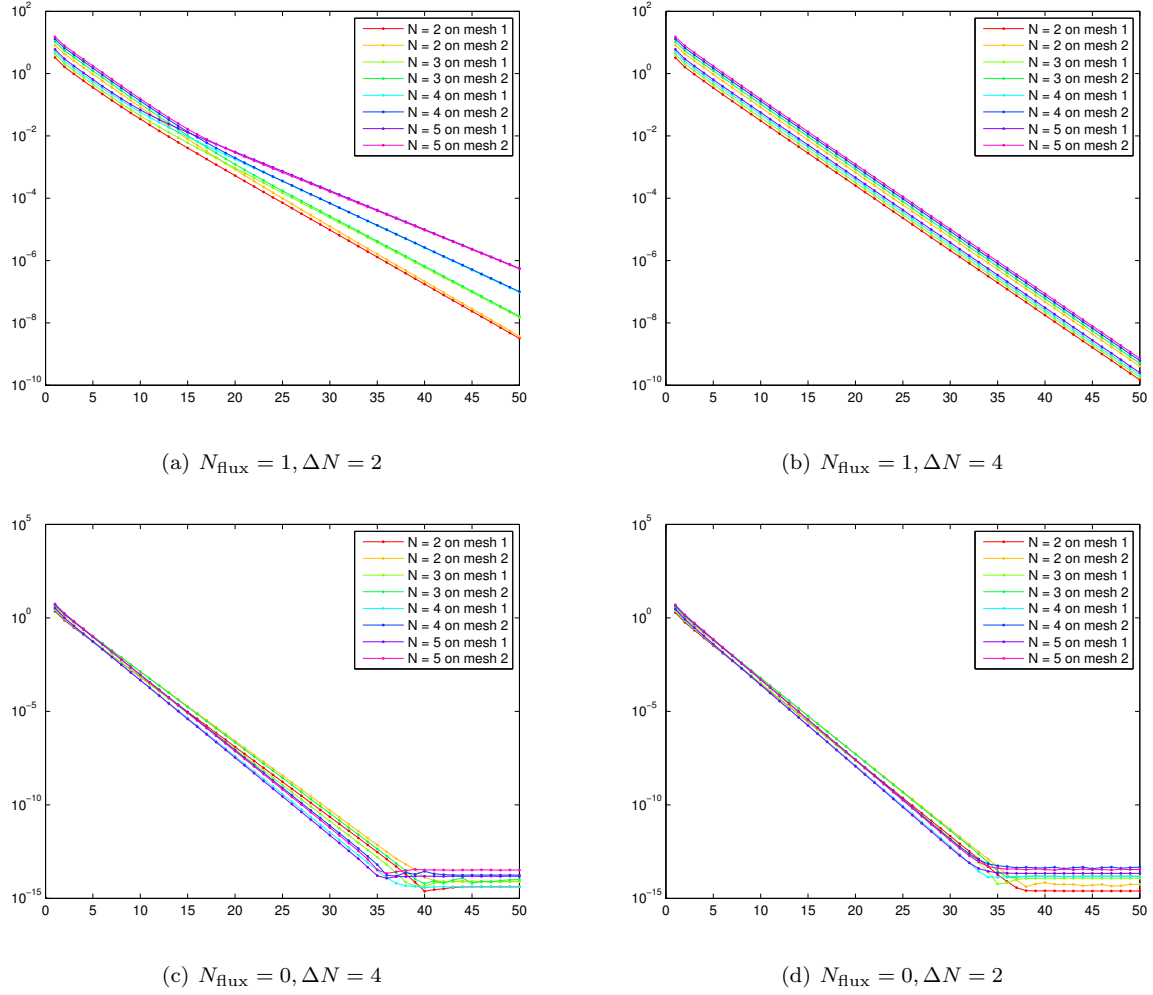 10^2
10^0
10^−2
10^−4
10^−6
10^−8
10^−10
0 5 10 15 20 25 30 35 40 45 50
N = 2 on mesh 1
N = 2 on mesh 2
N = 3 on mesh 1
N = 3 on mesh 2
N = 4 on mesh 1
N = 4 on mesh 2
N = 5 on mesh 1
N = 5 on mesh 2
(a) N_flux = 1, ΔN = 2
10^2
10^0
10^−2
10^−4
10^−6
10^−8
10^−10
0 5 10 15 20 25 30 35 40 45 50
N = 2 on mesh 1
N = 2 on mesh 2
N = 3 on mesh 1
N = 3 on mesh 2
N = 4 on mesh 1
N = 4 on mesh 2
N = 5 on mesh 1
N = 5 on mesh 2
(b) N_flux = 1, ΔN = 4
10^5
10^0
10^−5
10^−10
10^−15
0 5 10 15 20 25 30 35 40 45 50
N = 2 on mesh 1
N = 2 on mesh 2
N = 3 on mesh 1
N = 3 on mesh 2
N = 4 on mesh 1
N = 4 on mesh 2
N = 5 on mesh 1
N = 5 on mesh 2
(c) N_flux = 0, ΔN = 4
10^5
10^0
10^−5
10^−10
10^−15
0 5 10 15 20 25 30 35 40 45 50
N = 2 on mesh 1
N = 2 on mesh 2
N = 3 on mesh 1
N = 3 on mesh 2
N = 4 on mesh 1
N = 4 on mesh 2
N = 5 on mesh 1
N = 5 on mesh 2
(d) N_flux = 0, ΔN = 2